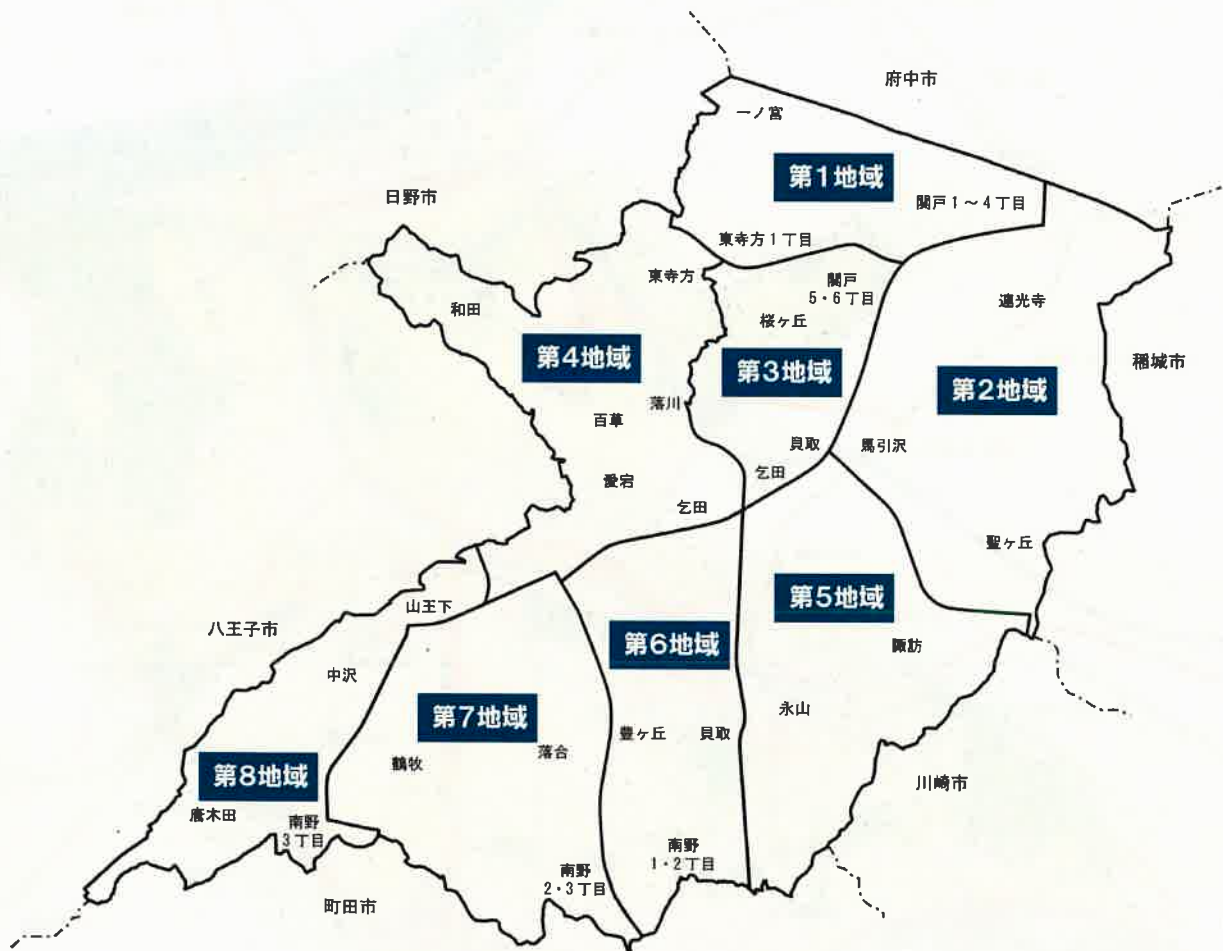 府中市
一ノ宮
第1地域
日野市
関戸1～4丁目
東寺方1丁目
東寺方
関戸
5・6丁目
和田
連光寺
桜ヶ丘
第4地域
第3地域
稲城市
第2地域
落川
百草
貝取
馬引沢
愛宕
乞田
乞田
聖ヶ丘
第5地域
山王下
八王子市
第6地域
諏訪
中沢
永山
第7地域
豊ヶ丘
貝取
落合
鶴牧
第8地域
川崎市
唐木田
南野
3丁目
南野
1・2丁目
南野
2・3丁目
町田市